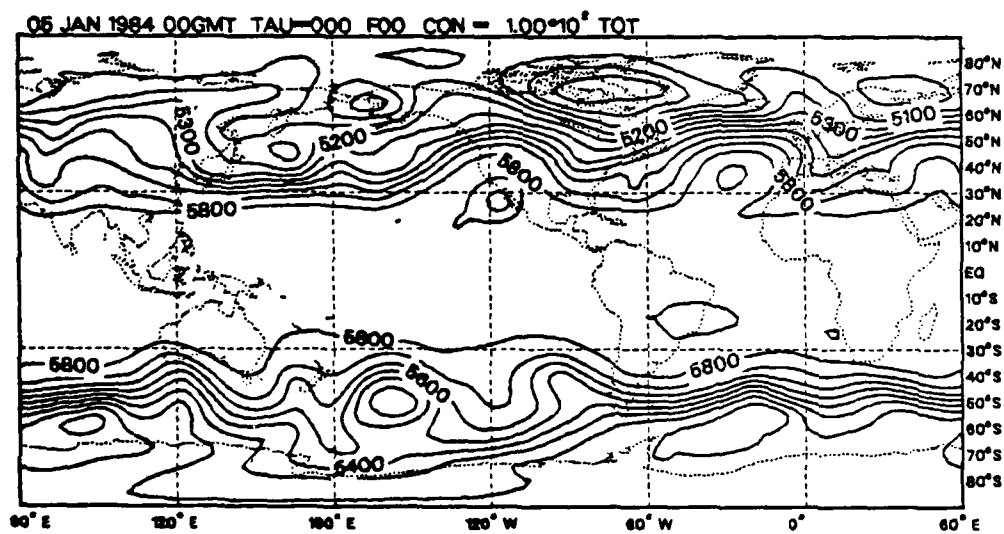 05 JAN 1984 00GMT TAU=000 F00 CON = 1.00*10² TOT
80°N
70°N
5300 5200 5200 5300 5100 60°N
50°N
5800 5800 40°N
5800 30°N
20°N
10°N
EQ
10°S
20°S
5800 30°S
5800 5600 5800 40°S
50°S
60°S
5400 70°S
80°S
90° E 120° E 180° E 120° W 60° W 0° 60° E